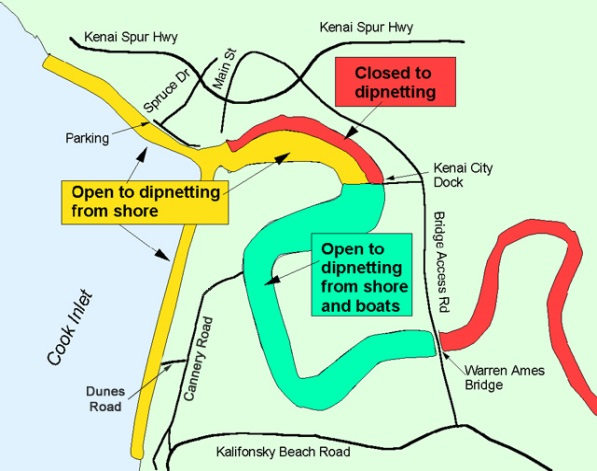 Kenai Spur Hwy
Kenai Spur Hwy
Main St
Spruce Dr
Closed to
dipnetting
Parking
Kenai City
Dock
Open to dipnetting
from shore
Open to
dipnetting
from shore
and boats
Bridge Access Rd
Cook Inlet
Cannery Road
Dunes
Road
Warren Ames
Bridge
Kalifonsky Beach Road